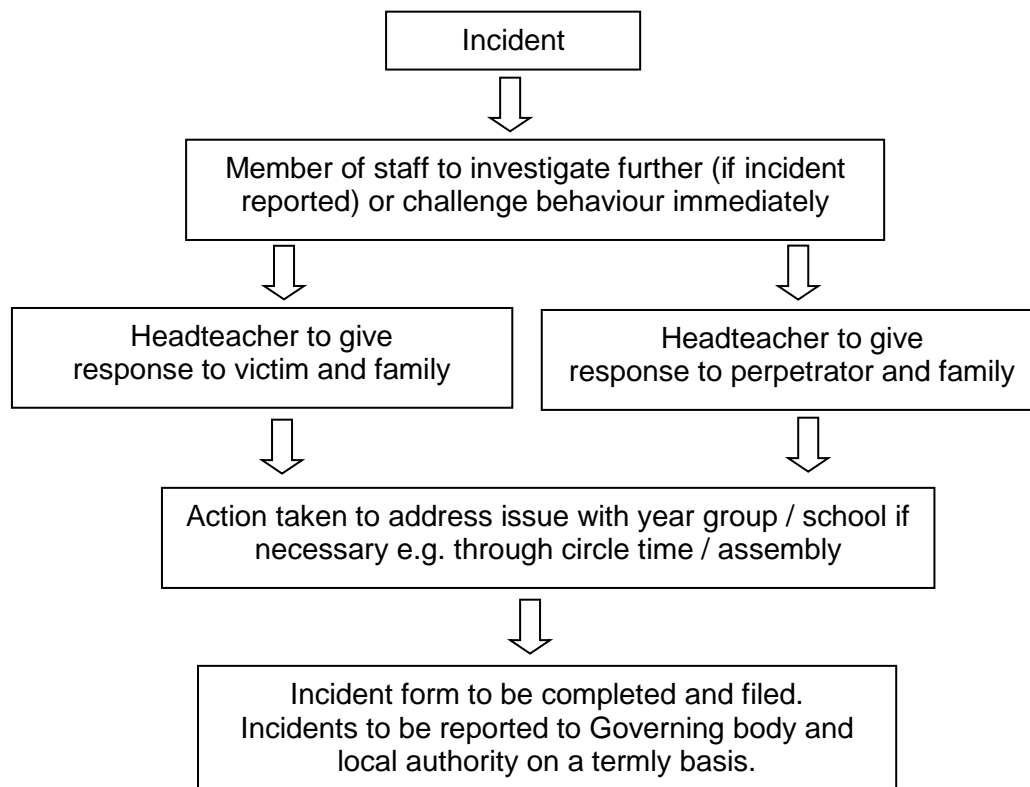 Incident
Member of staff to investigate further (if incident
reported) or challenge behaviour immediately
Headteacher to give
response to victim and family
Headteacher to give
response to perpetrator and family
Action taken to address issue with year group / school if
necessary e.g. through circle time / assembly
Incident form to be completed and filed.
Incidents to be reported to Governing body and
local authority on a termly basis.